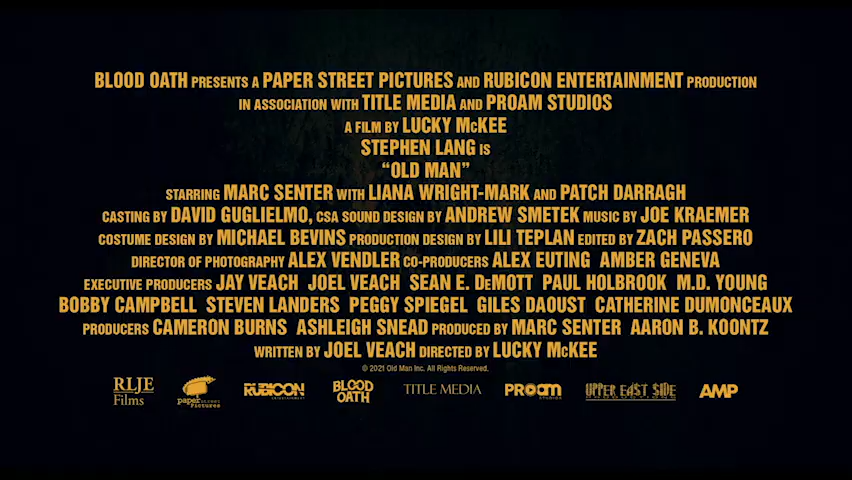 BLOOD OATH PRESENTS A PAPER STREET PICTURES AND RUBICON ENTERTAINMENT PRODUCTION
IN ASSOCIATION WITH TITLE MEDIA AND PROAM STUDIOS
A FILM BY LUCKY McKEE
STEPHEN LANG IS
“OLD MAN”
STARRING MARC SENTER WITH LIANA WRIGHT-MARK AND PATCH DARRAGH
CASTING BY DAVID GUGLIELMO, CSA SOUND DESIGN BY ANDREW SMETEK MUSIC BY JOE KRAEMER
COSTUME DESIGN BY MICHAEL BEVINS PRODUCTION DESIGN BY LILI TEPLAN EDITED BY ZACH PASSERO
DIRECTOR OF PHOTOGRAPHY ALEX VENDLER CO-PRODUCERS ALEX EUTING AMBER GENEVA
EXECUTIVE PRODUCERS JAY VEACH JOEL VEACH SEAN E. DeMOTT PAUL HOLBROOK M.D. YOUNG
BOBBY CAMPBELL STEVEN LANDERS PEGGY SPIEGEL GILES DAOUST CATHERINE DUMONCEAUX
PRODUCERS CAMERON BURNS ASHLEIGH SNEAD PRODUCED BY MARC SENTER AARON B. KOONTZ
WRITTEN BY JOEL VEACH DIRECTED BY LUCKY McKEE
© 2021 Old Man Inc. All Rights Reserved.
RLJE Films paper street Pictures RUBICON ENTERTAINMENT BLOOD OATH TITLE MEDIA PROAM STUDIOS UPPER EAST SIDE AMP